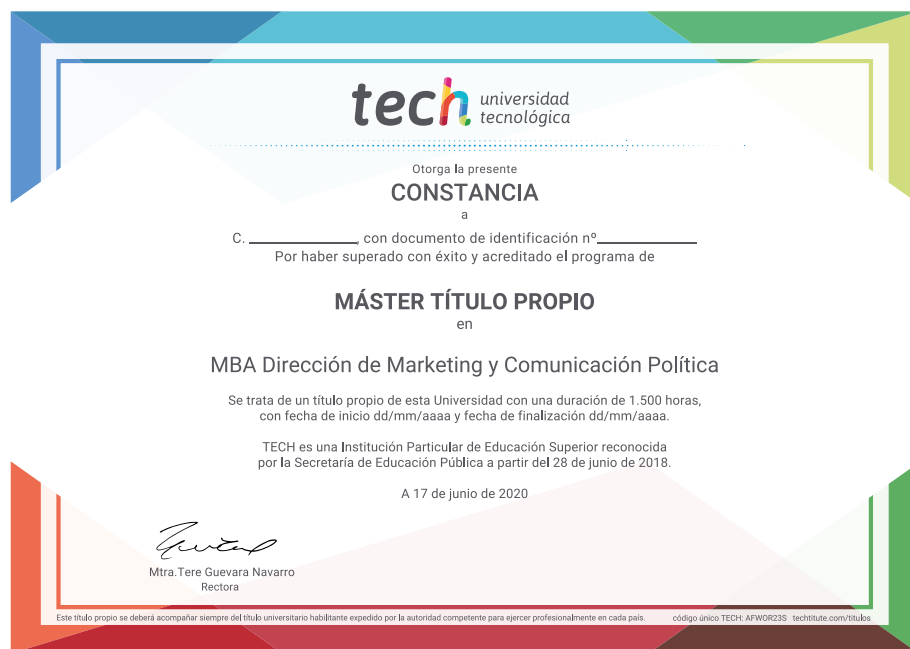 tech universidad
tecnológica
Otorga la presente
CONSTANCIA
a
C. ____________, con documento de identificación nº____________
Por haber superado con éxito y acreditado el programa de
MÁSTER TÍTULO PROPIO
en
MBA Dirección de Marketing y Comunicación Política
Se trata de un título propio de esta Universidad con una duración de 1.500 horas,
con fecha de inicio dd/mm/aaaa y fecha de finalización dd/mm/aaaa.
TECH es una Institución Particular de Educación Superior reconocida
por la Secretaría de Educación Pública a partir del 28 de junio de 2018.
A 17 de junio de 2020
Mtra.Tere Guevara Navarro
Rectora
Este título propio se deberá acompañar siempre del título universitario habilitante expedido por la autoridad competente para ejercer profesionalmente en cada país. código único TECH: AFWOR23S techtitute.com/titulos